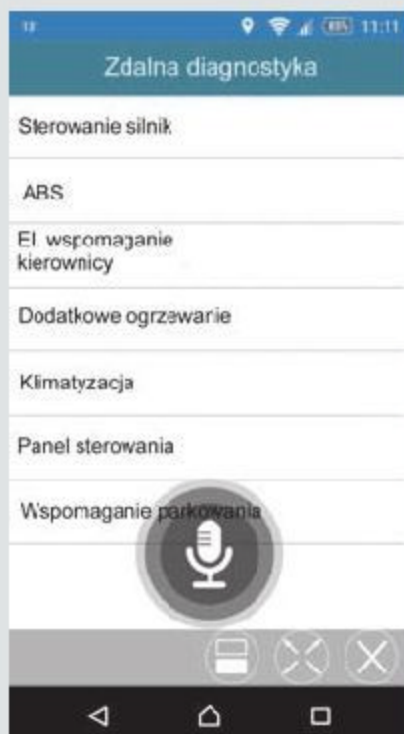 11:11
Zdalna diagnostyka
Sterowanie silnik
ABS
El. wspomaganie
kierownicy
Dodatkowe ogrzewanie
Klimatyzacja
Panel sterowania
Wspomaganie parkowania